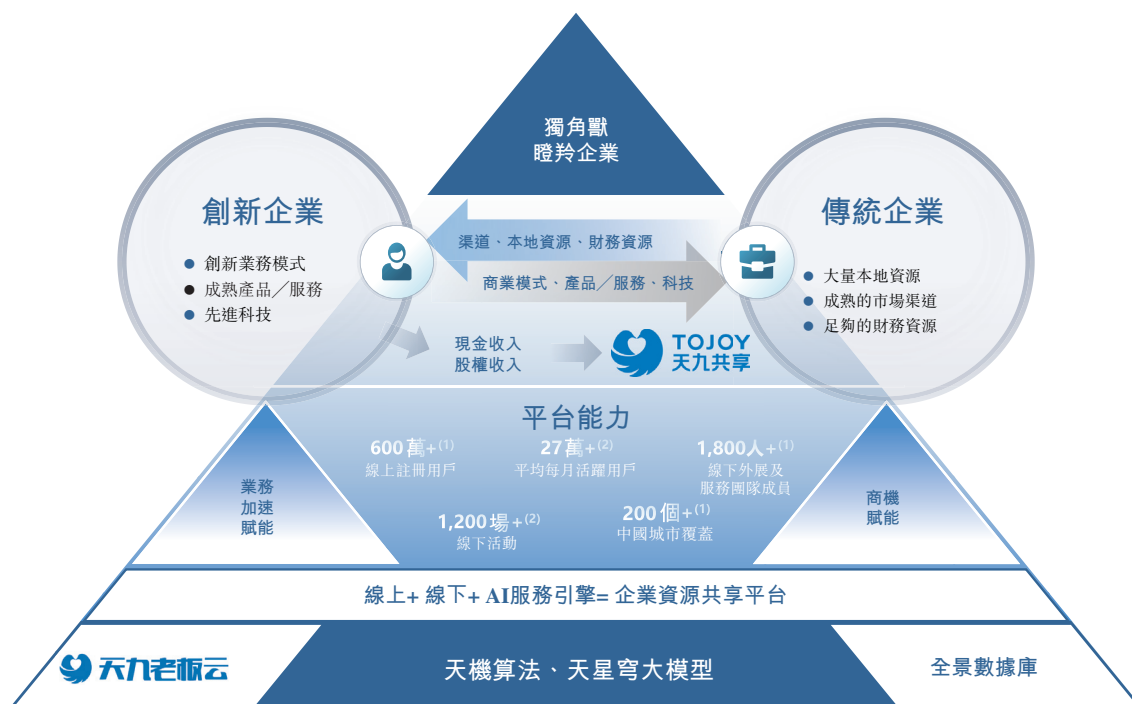 獨角獸
瞪羚企業
創新企業
創新業務模式
成熟產品╱服務
先進科技
傳統企業
大量本地資源
成熟的市場渠道
足夠的財務資源
渠道、本地資源、財務資源
商業模式、產品╱服務、科技
現金收入
股權收入
TOJOY
天九共享
平台能力
600萬+(1)
線上註冊用戶
27萬+(2)
平均每月活躍用戶
1,800人+(1)
線下外展及
服務團隊成員
1,200場+(2)
線下活動
200個+(1)
中國城市覆蓋
業務
加速
賦能
商機
賦能
線上+ 線下+ AI服務引擎= 企業資源共享平台
天九老板云
天機算法、天星穹大模型
全景數據庫